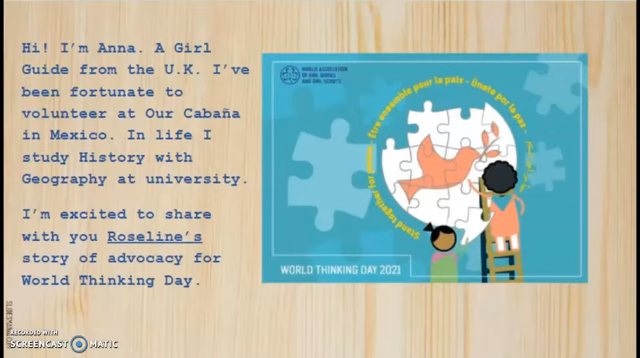 Hi! I'm Anna. A Girl
Guide from the U.K. I've
been fortunate to
volunteer at Our Cabaña
in Mexico. In life I
study History with
Geography at university.
I'm excited to share
with you Roseline's
story of advocacy for
World Thinking Day.
WORLD ASSOCIATION
OF GIRL GUIDES
AND GIRL SCOUTS
Stand together for peace - Être ensemble pour la paix - Únete por la paz -
WORLD THINKING DAY 2021
RECORDED WITH
SCREENCAST MATIC